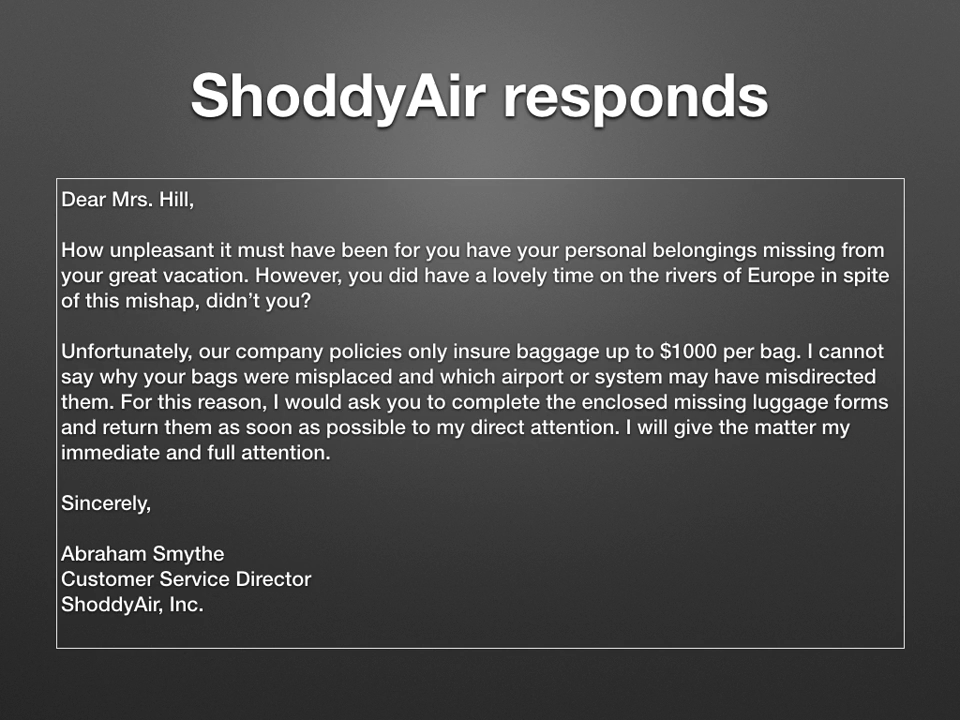 ShoddyAir responds
Dear Mrs. Hill,
How unpleasant it must have been for you have your personal belongings missing from
your great vacation. However, you did have a lovely time on the rivers of Europe in spite
of this mishap, didn’t you?
Unfortunately, our company policies only insure baggage up to $1000 per bag. I cannot
say why your bags were misplaced and which airport or system may have misdirected
them. For this reason, I would ask you to complete the enclosed missing luggage forms
and return them as soon as possible to my direct attention. I will give the matter my
immediate and full attention.
Sincerely,
Abraham Smythe
Customer Service Director
ShoddyAir, Inc.